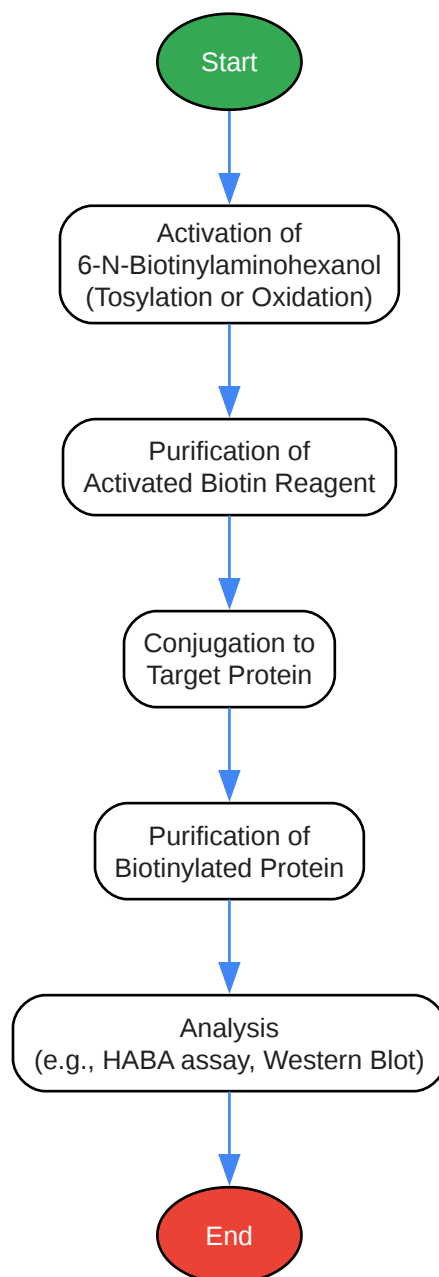 Start
Activation of
6-N-Biotinylaminohexanol
(Tosylation or Oxidation)
Purification of
Activated Biotin Reagent
Conjugation to
Target Protein
Purification of
Biotinylated Protein
Analysis
(e.g., HABA assay, Western Blot)
End